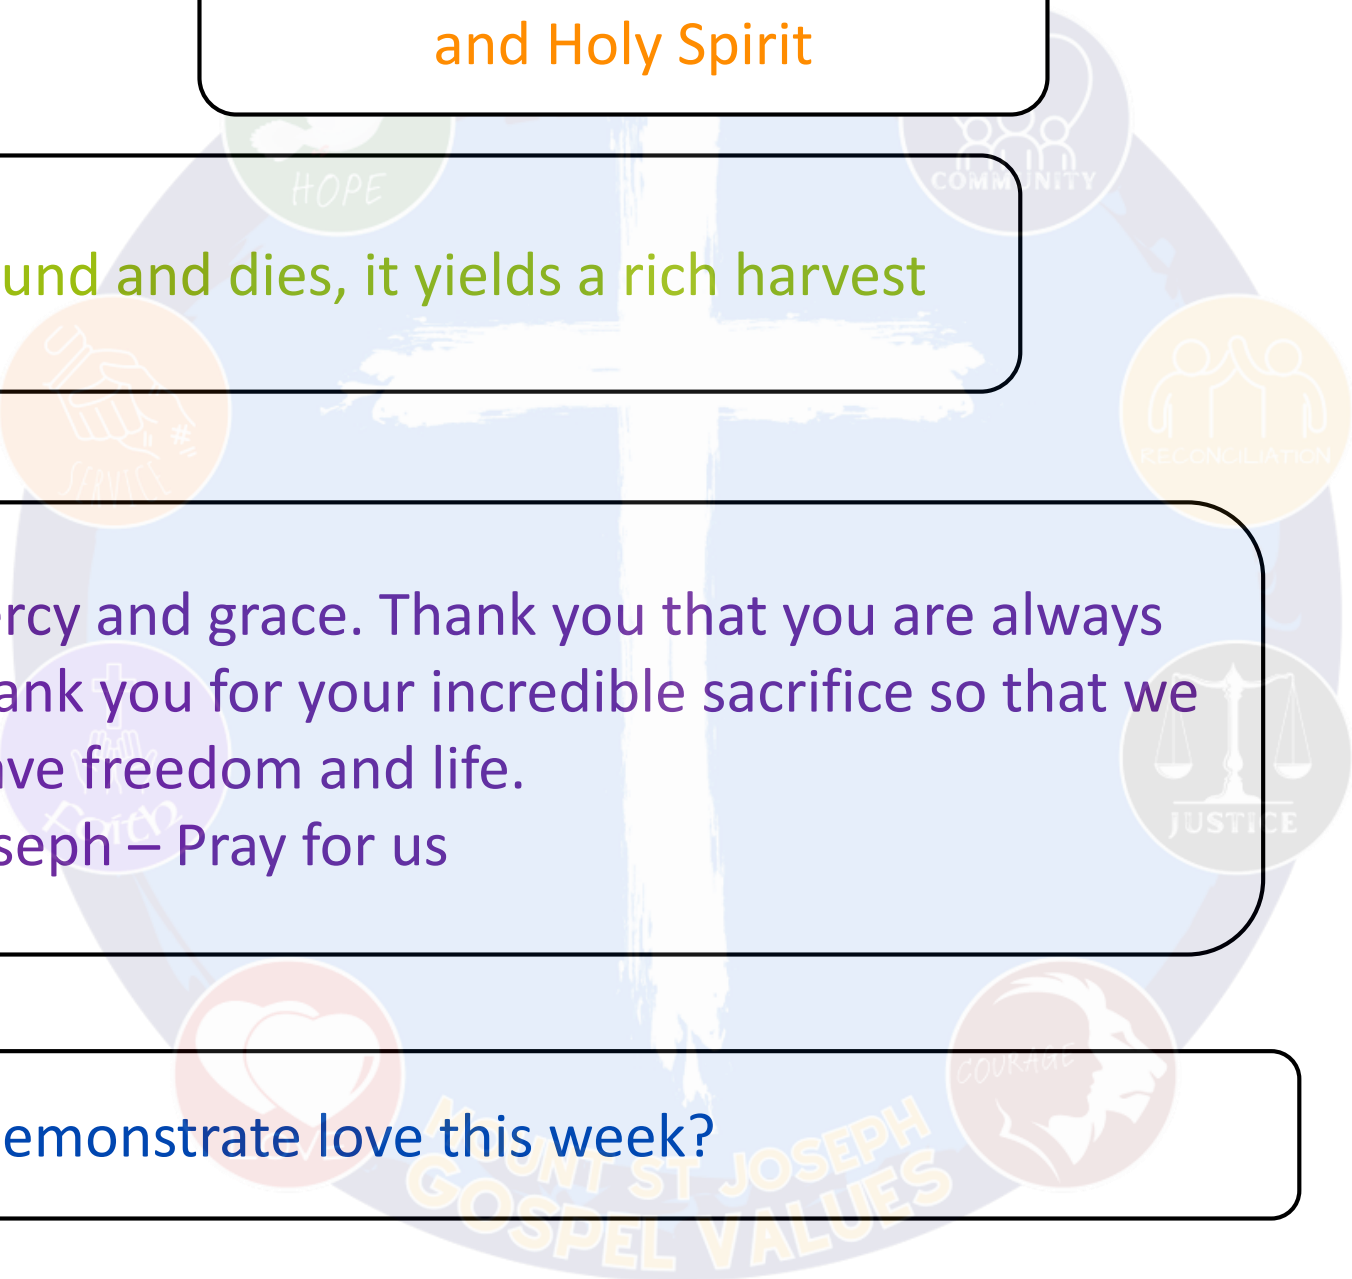 and Holy Spirit
HOPE
COMMUNITY
und and dies, it yields a rich harvest
SERVICE
RECONCILIATION
rcy and grace. Thank you that you are always
ank you for your incredible sacrifice so that we
ve freedom and life.
Faith
JUSTICE
seph – Pray for us
COURAGE
emonstrate love this week?
MOUNT ST JOSEPH
GOSPEL VALUES